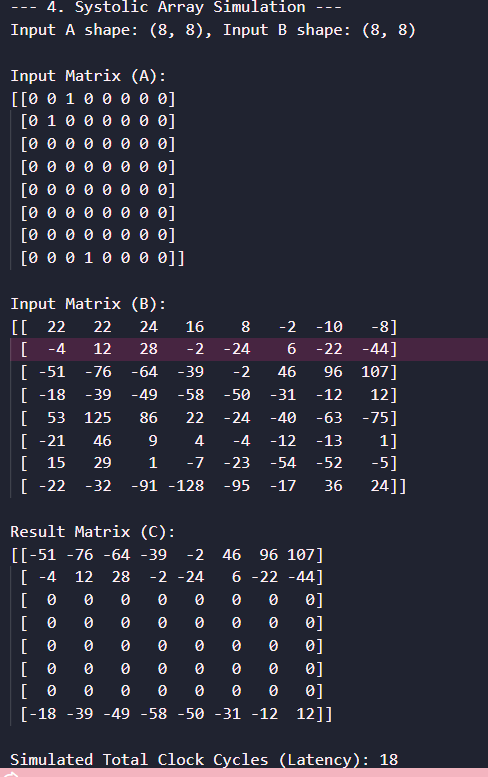 --- 4. Systolic Array Simulation ---
Input A shape: (8, 8), Input B shape: (8, 8)
Input Matrix (A):
[[0 0 1 0 0 0 0 0]
[0 1 0 0 0 0 0 0]
[0 0 0 0 0 0 0 0]
[0 0 0 0 0 0 0 0]
[0 0 0 0 0 0 0 0]
[0 0 0 0 0 0 0 0]
[0 0 0 0 0 0 0 0]
[0 0 0 1 0 0 0 0]]
Input Matrix (B):
[[  22   22   24   16    8   -2  -10   -8]
[  -4   12   28   -2  -24    6  -22  -44]
[ -51  -76  -64  -39   -2   46   96  107]
[ -18  -39  -49  -58  -50  -31  -12   12]
[  53  125   86   22  -24  -40  -63  -75]
[ -21   46    9    4   -4  -12  -13    1]
[  15   29    1   -7  -23  -54  -52   -5]
[ -22  -32  -91 -128  -95  -17   36   24]]
Result Matrix (C):
[[-51 -76 -64 -39  -2  46  96 107]
[ -4  12  28  -2 -24   6 -22 -44]
[  0   0   0   0   0   0   0   0]
[  0   0   0   0   0   0   0   0]
[  0   0   0   0   0   0   0   0]
[  0   0   0   0   0   0   0   0]
[  0   0   0   0   0   0   0   0]
[-18 -39 -49 -58 -50 -31 -12  12]]
Simulated Total Clock Cycles (Latency): 18